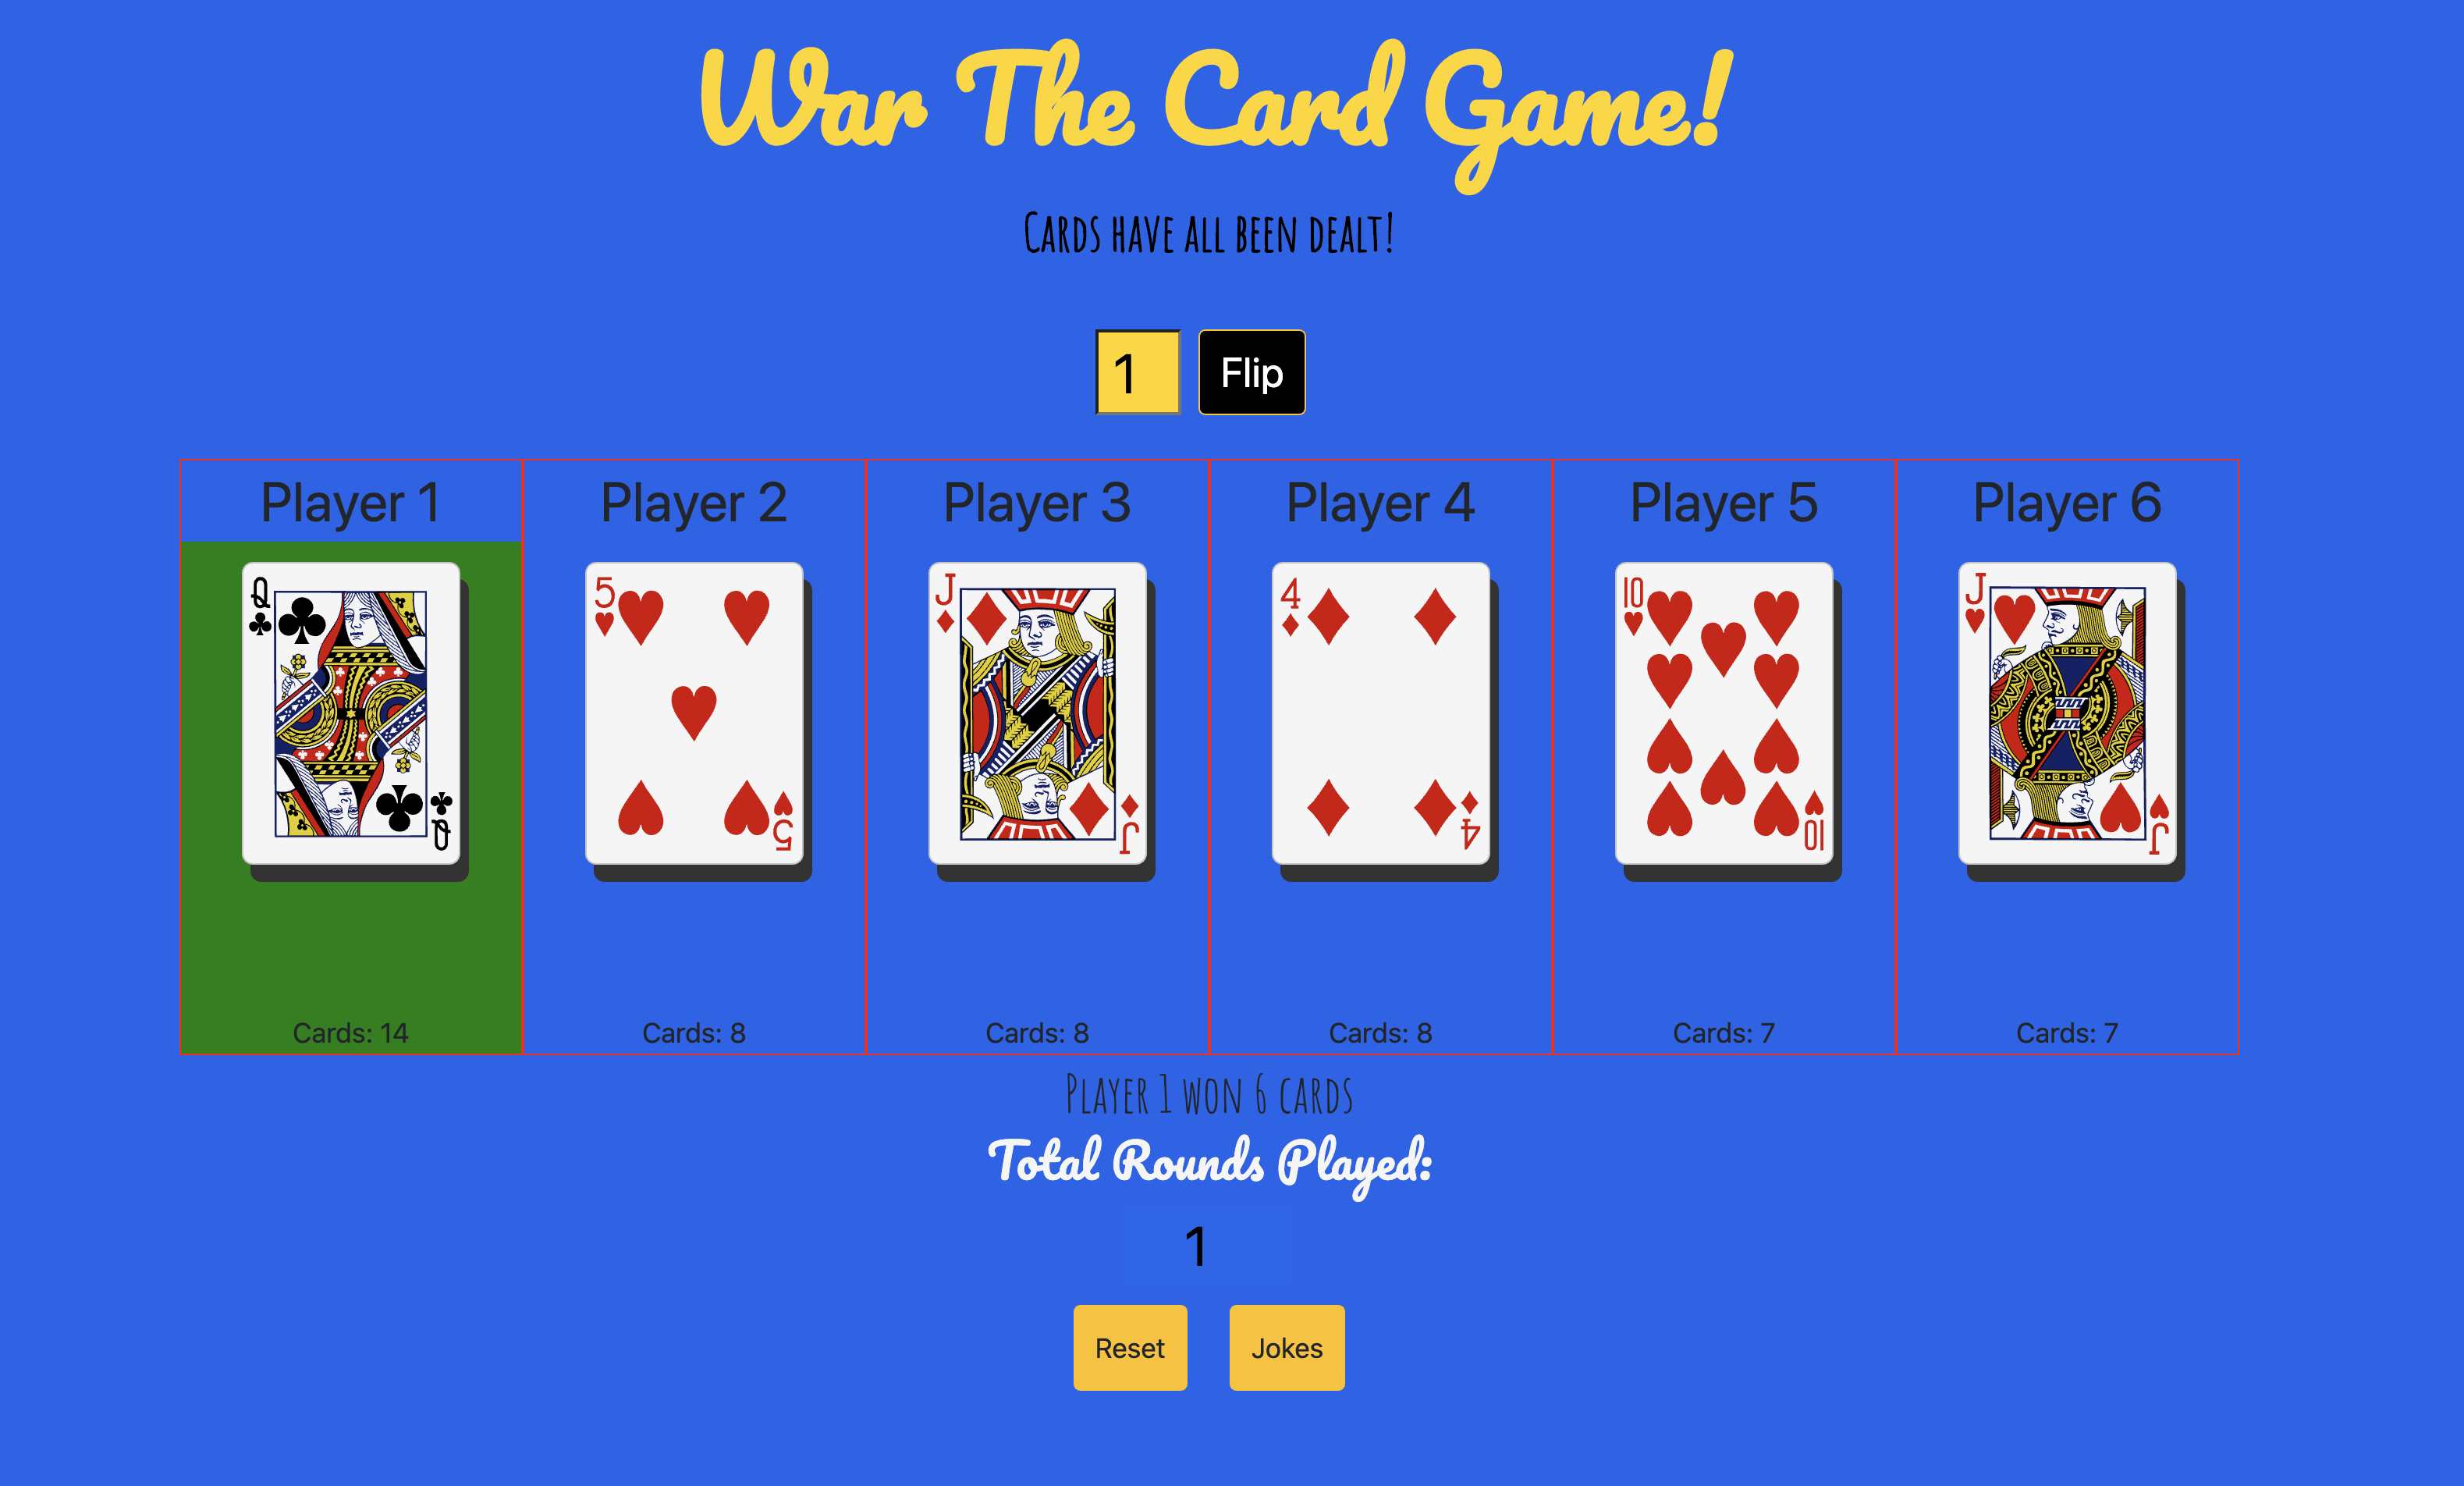 War The Card Game!
Cards have all been dealt!
1 Flip
Player 1 Player 2 Player 3 Player 4 Player 5 Player 6
Q 5 J 4 10 J
Q 5 J 4 10 J
Cards: 14 Cards: 8 Cards: 8 Cards: 8 Cards: 7 Cards: 7
Player 1 won 6 cards
Total Rounds Played:
1
Reset Jokes